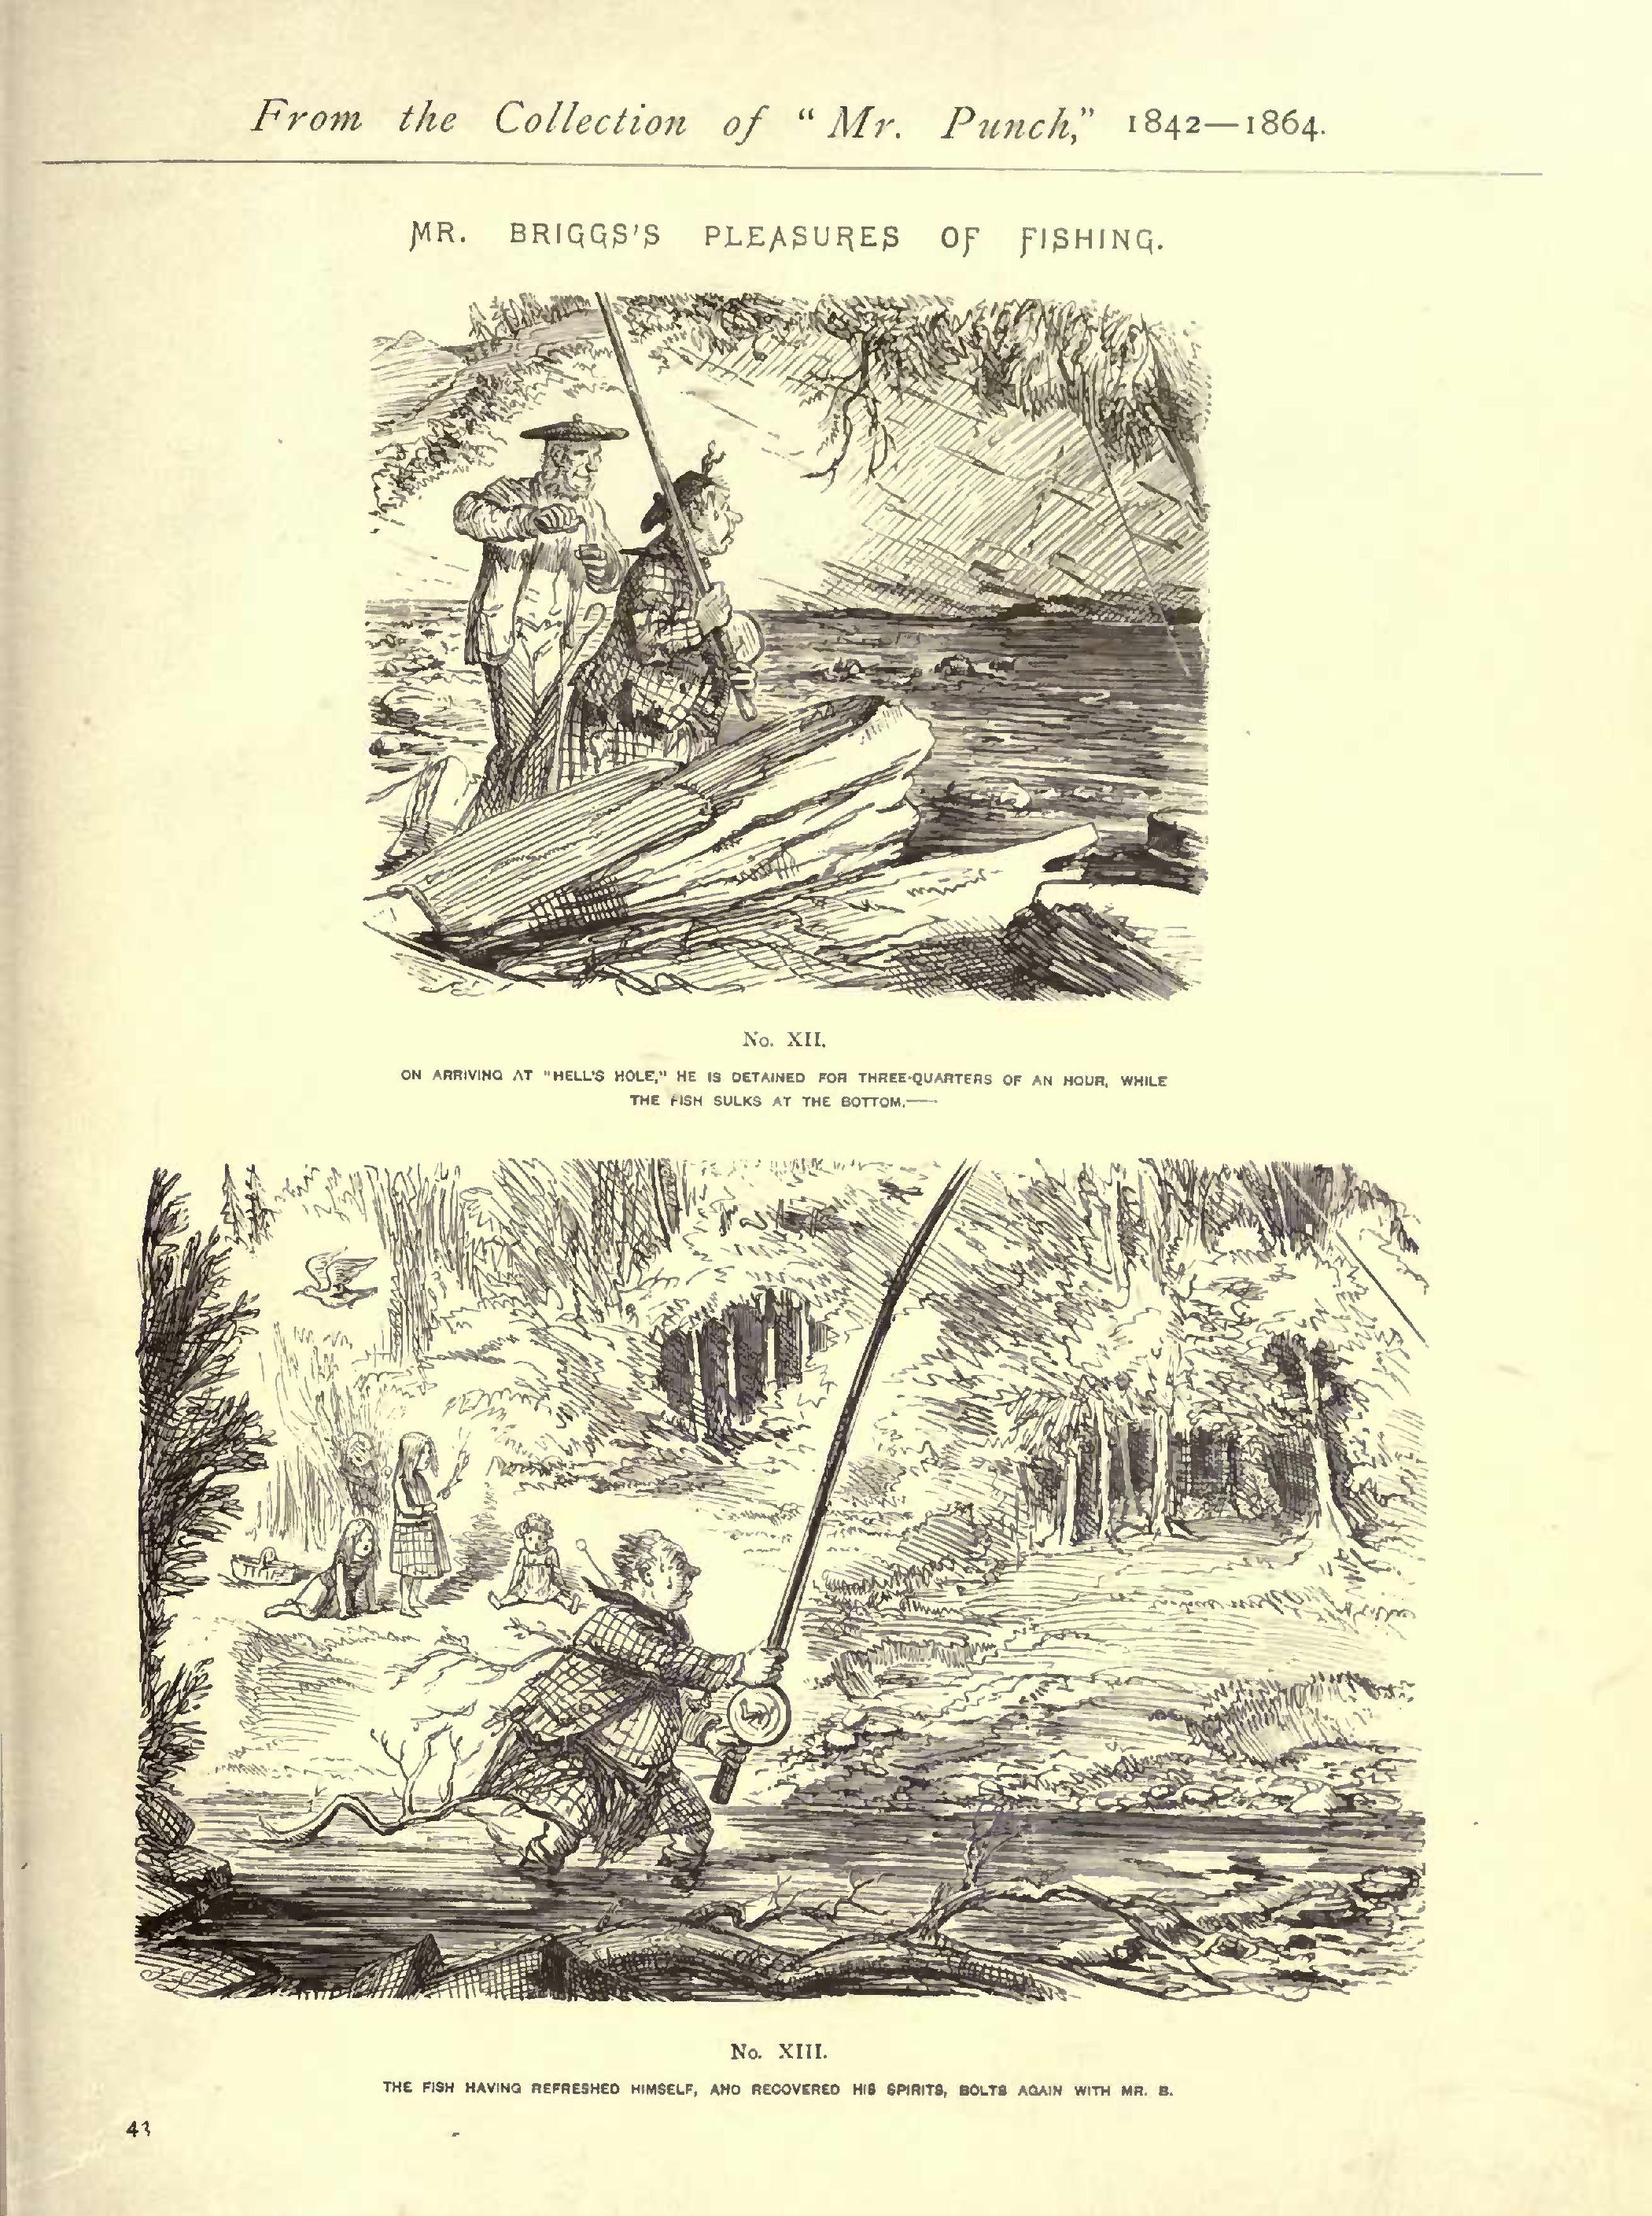 From the Collection of “Mr. Punch,” 1842—1864.
MR. BRIGGS'S PLEASURES OF FISHING.
No. XII.
ON ARRIVING AT "HELL'S HOLE," HE IS DETAINED FOR THREE-QUARTERS OF AN HOUR, WHILE
THE FISH SULKS AT THE BOTTOM.——
No. XIII.
THE FISH HAVING REFRESHED HIMSELF, AND RECOVERED HIS SPIRITS, BOLTS AGAIN WITH MR. B.
43